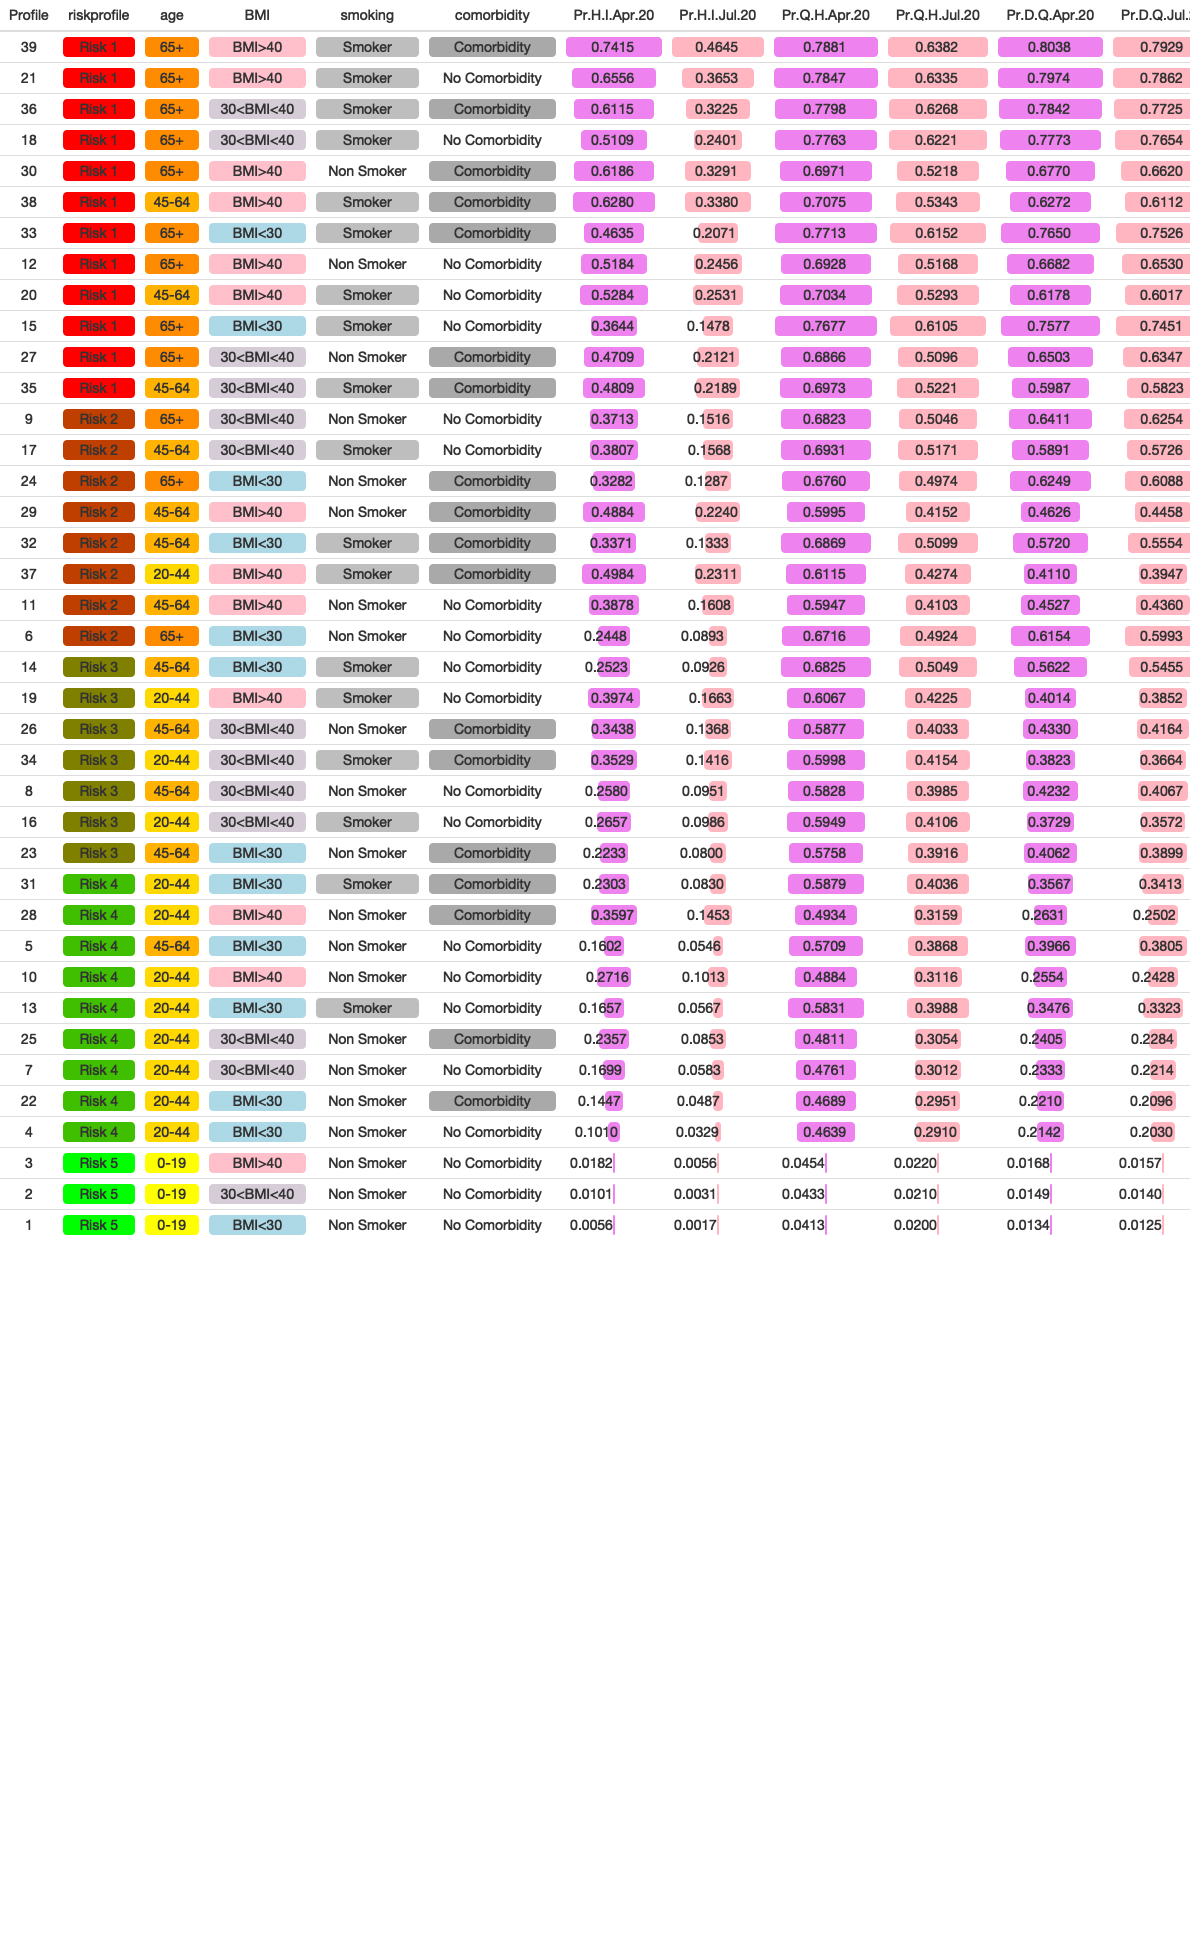 Profile riskprofile age BMI smoking comorbidity Pr.H.I.Apr.20 Pr.H.I.Jul.20 Pr.Q.H.Apr.20 Pr.Q.H.Jul.20 Pr.D.Q.Apr.20 Pr.D.Q.Jul.
39 Risk 1 65+ BMI>40 Smoker Comorbidity 0.7415 0.4645 0.7881 0.6382 0.8038 0.7929
21 Risk 1 65+ BMI>40 Smoker No Comorbidity 0.6556 0.3653 0.7847 0.6335 0.7974 0.7862
36 Risk 1 65+ 30<BMI<40 Smoker Comorbidity 0.6115 0.3225 0.7798 0.6268 0.7842 0.7725
18 Risk 1 65+ 30<BMI<40 Smoker No Comorbidity 0.5109 0.2401 0.7763 0.6221 0.7773 0.7654
30 Risk 1 65+ BMI>40 Non Smoker Comorbidity 0.6186 0.3291 0.6971 0.5218 0.6770 0.6620
38 Risk 1 45-64 BMI>40 Smoker Comorbidity 0.6280 0.3380 0.7075 0.5343 0.6272 0.6112
33 Risk 1 65+ BMI<30 Smoker Comorbidity 0.4635 0.2071 0.7713 0.6152 0.7650 0.7526
12 Risk 1 65+ BMI>40 Non Smoker No Comorbidity 0.5184 0.2456 0.6928 0.5168 0.6682 0.6530
20 Risk 1 45-64 BMI>40 Smoker No Comorbidity 0.5284 0.2531 0.7034 0.5293 0.6178 0.6017
15 Risk 1 65+ BMI<30 Smoker No Comorbidity 0.3644 0.1478 0.7677 0.6105 0.7577 0.7451
27 Risk 1 65+ 30<BMI<40 Non Smoker Comorbidity 0.4709 0.2121 0.6866 0.5096 0.6503 0.6347
35 Risk 1 45-64 30<BMI<40 Smoker Comorbidity 0.4809 0.2189 0.6973 0.5221 0.5987 0.5823
9 Risk 2 65+ 30<BMI<40 Non Smoker No Comorbidity 0.3713 0.1516 0.6823 0.5046 0.6411 0.6254
17 Risk 2 45-64 30<BMI<40 Smoker No Comorbidity 0.3807 0.1568 0.6931 0.5171 0.5891 0.5726
24 Risk 2 65+ BMI<30 Non Smoker Comorbidity 0.3282 0.1287 0.6760 0.4974 0.6249 0.6088
29 Risk 2 45-64 BMI>40 Non Smoker Comorbidity 0.4884 0.2240 0.5995 0.4152 0.4626 0.4458
32 Risk 2 45-64 BMI<30 Smoker Comorbidity 0.3371 0.1333 0.6869 0.5099 0.5720 0.5554
37 Risk 2 20-44 BMI>40 Smoker Comorbidity 0.4984 0.2311 0.6115 0.4274 0.4110 0.3947
11 Risk 2 45-64 BMI>40 Non Smoker No Comorbidity 0.3878 0.1608 0.5947 0.4103 0.4527 0.4360
6 Risk 2 65+ BMI<30 Non Smoker No Comorbidity 0.2448 0.0893 0.6716 0.4924 0.6154 0.5993
14 Risk 3 45-64 BMI<30 Smoker No Comorbidity 0.2523 0.0926 0.6825 0.5049 0.5622 0.5455
19 Risk 3 20-44 BMI>40 Smoker No Comorbidity 0.3974 0.1663 0.6067 0.4225 0.4014 0.3852
26 Risk 3 45-64 30<BMI<40 Non Smoker Comorbidity 0.3438 0.1368 0.5877 0.4033 0.4330 0.4164
34 Risk 3 20-44 30<BMI<40 Smoker Comorbidity 0.3529 0.1416 0.5998 0.4154 0.3823 0.3664
8 Risk 3 45-64 30<BMI<40 Non Smoker No Comorbidity 0.2580 0.0951 0.5828 0.3985 0.4232 0.4067
16 Risk 3 20-44 30<BMI<40 Smoker No Comorbidity 0.2657 0.0986 0.5949 0.4106 0.3729 0.3572
23 Risk 3 45-64 BMI<30 Non Smoker Comorbidity 0.2233 0.0800 0.5758 0.3916 0.4062 0.3899
31 Risk 4 20-44 BMI<30 Smoker Comorbidity 0.2303 0.0830 0.5879 0.4036 0.3567 0.3413
28 Risk 4 20-44 BMI>40 Non Smoker Comorbidity 0.3597 0.1453 0.4934 0.3159 0.2631 0.2502
5 Risk 4 45-64 BMI<30 Non Smoker No Comorbidity 0.1602 0.0546 0.5709 0.3868 0.3966 0.3805
10 Risk 4 20-44 BMI>40 Non Smoker No Comorbidity 0.2716 0.1013 0.4884 0.3116 0.2554 0.2428
13 Risk 4 20-44 BMI<30 Smoker No Comorbidity 0.1657 0.0567 0.5831 0.3988 0.3476 0.3323
25 Risk 4 20-44 30<BMI<40 Non Smoker Comorbidity 0.2357 0.0853 0.4811 0.3054 0.2405 0.2284
7 Risk 4 20-44 30<BMI<40 Non Smoker No Comorbidity 0.1699 0.0583 0.4761 0.3012 0.2333 0.2214
22 Risk 4 20-44 BMI<30 Non Smoker Comorbidity 0.1447 0.0487 0.4689 0.2951 0.2210 0.2096
4 Risk 4 20-44 BMI<30 Non Smoker No Comorbidity 0.1010 0.0329 0.4639 0.2910 0.2142 0.2030
3 Risk 5 0-19 BMI>40 Non Smoker No Comorbidity 0.0182 0.0056 0.0454 0.0220 0.0168 0.0157
2 Risk 5 0-19 30<BMI<40 Non Smoker No Comorbidity 0.0101 0.0031 0.0433 0.0210 0.0149 0.0140
1 Risk 5 0-19 BMI<30 Non Smoker No Comorbidity 0.0056 0.0017 0.0413 0.0200 0.0134 0.0125